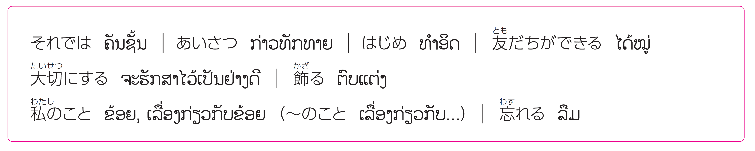 それでは ຄັນຊັ້ນ | あいさつ ກ່າວທັກທາຍ | はじめ ທຳອິດ | 友だちができる ໄດ້ໝູ່
大切にする ຈະຮັກສາໄວ້ເປັນຢ່າງດີ | 飾る ຕົບແຕ່ງ
私のこと ຂ້ອຍ, ເລື່ອງກ່ຽວກັບຂ້ອຍ (～のこと ເລື່ອງກ່ຽວກັບ...) | 忘れる ລືມ